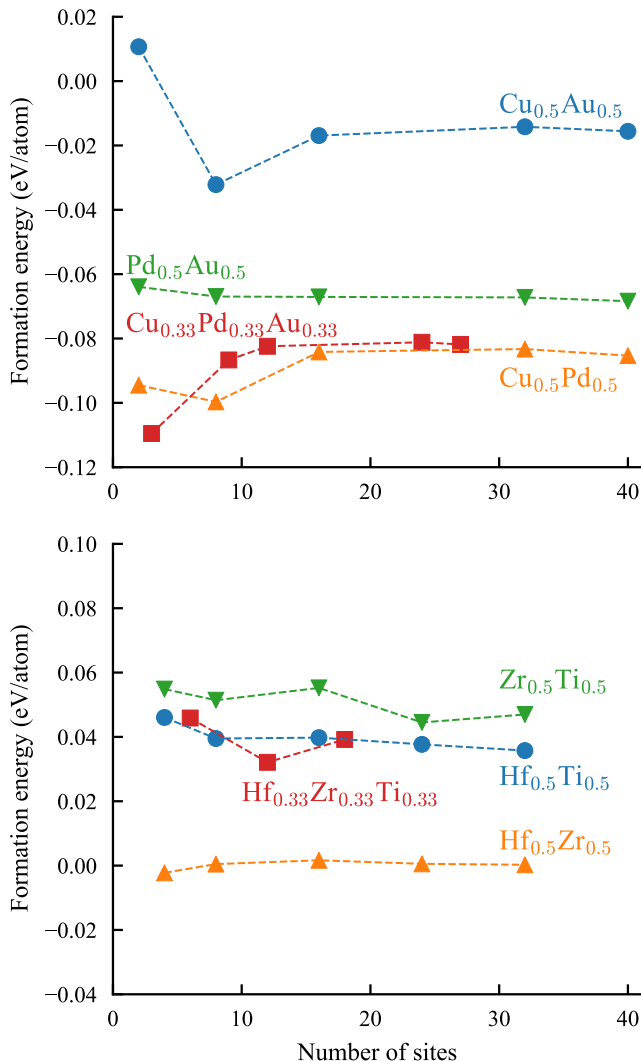 0.02
0.00
−0.02
−0.04
−0.06
−0.08
−0.10
−0.12
Formation energy (eV/atom)
Cu0.5Au0.5
Pd0.5Au0.5
Cu0.33Pd0.33Au0.33
Cu0.5Pd0.5
0 10 20 30 40
0.10
0.08
0.06
0.04
0.02
0.00
−0.02
−0.04
Formation energy (eV/atom)
Zr0.5Ti0.5
Hf0.5Ti0.5
Hf0.33Zr0.33Ti0.33
Hf0.5Zr0.5
0 10 20 30 40
Number of sites